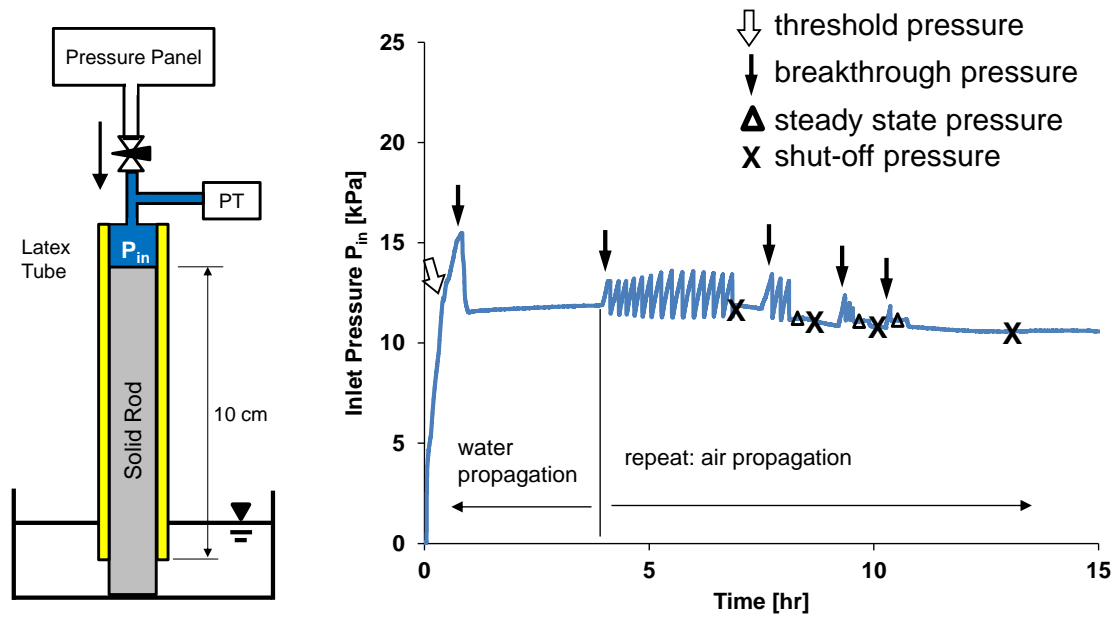 Pressure Panel
PT
Latex
Tube
P_in
Solid Rod
10 cm
threshold pressure
breakthrough pressure
steady state pressure
X shut-off pressure
Inlet Pressure P_in [kPa]
25
20
15
10
5
0
water
propagation
repeat: air propagation
X X X X
0 5 10 15
Time [hr]